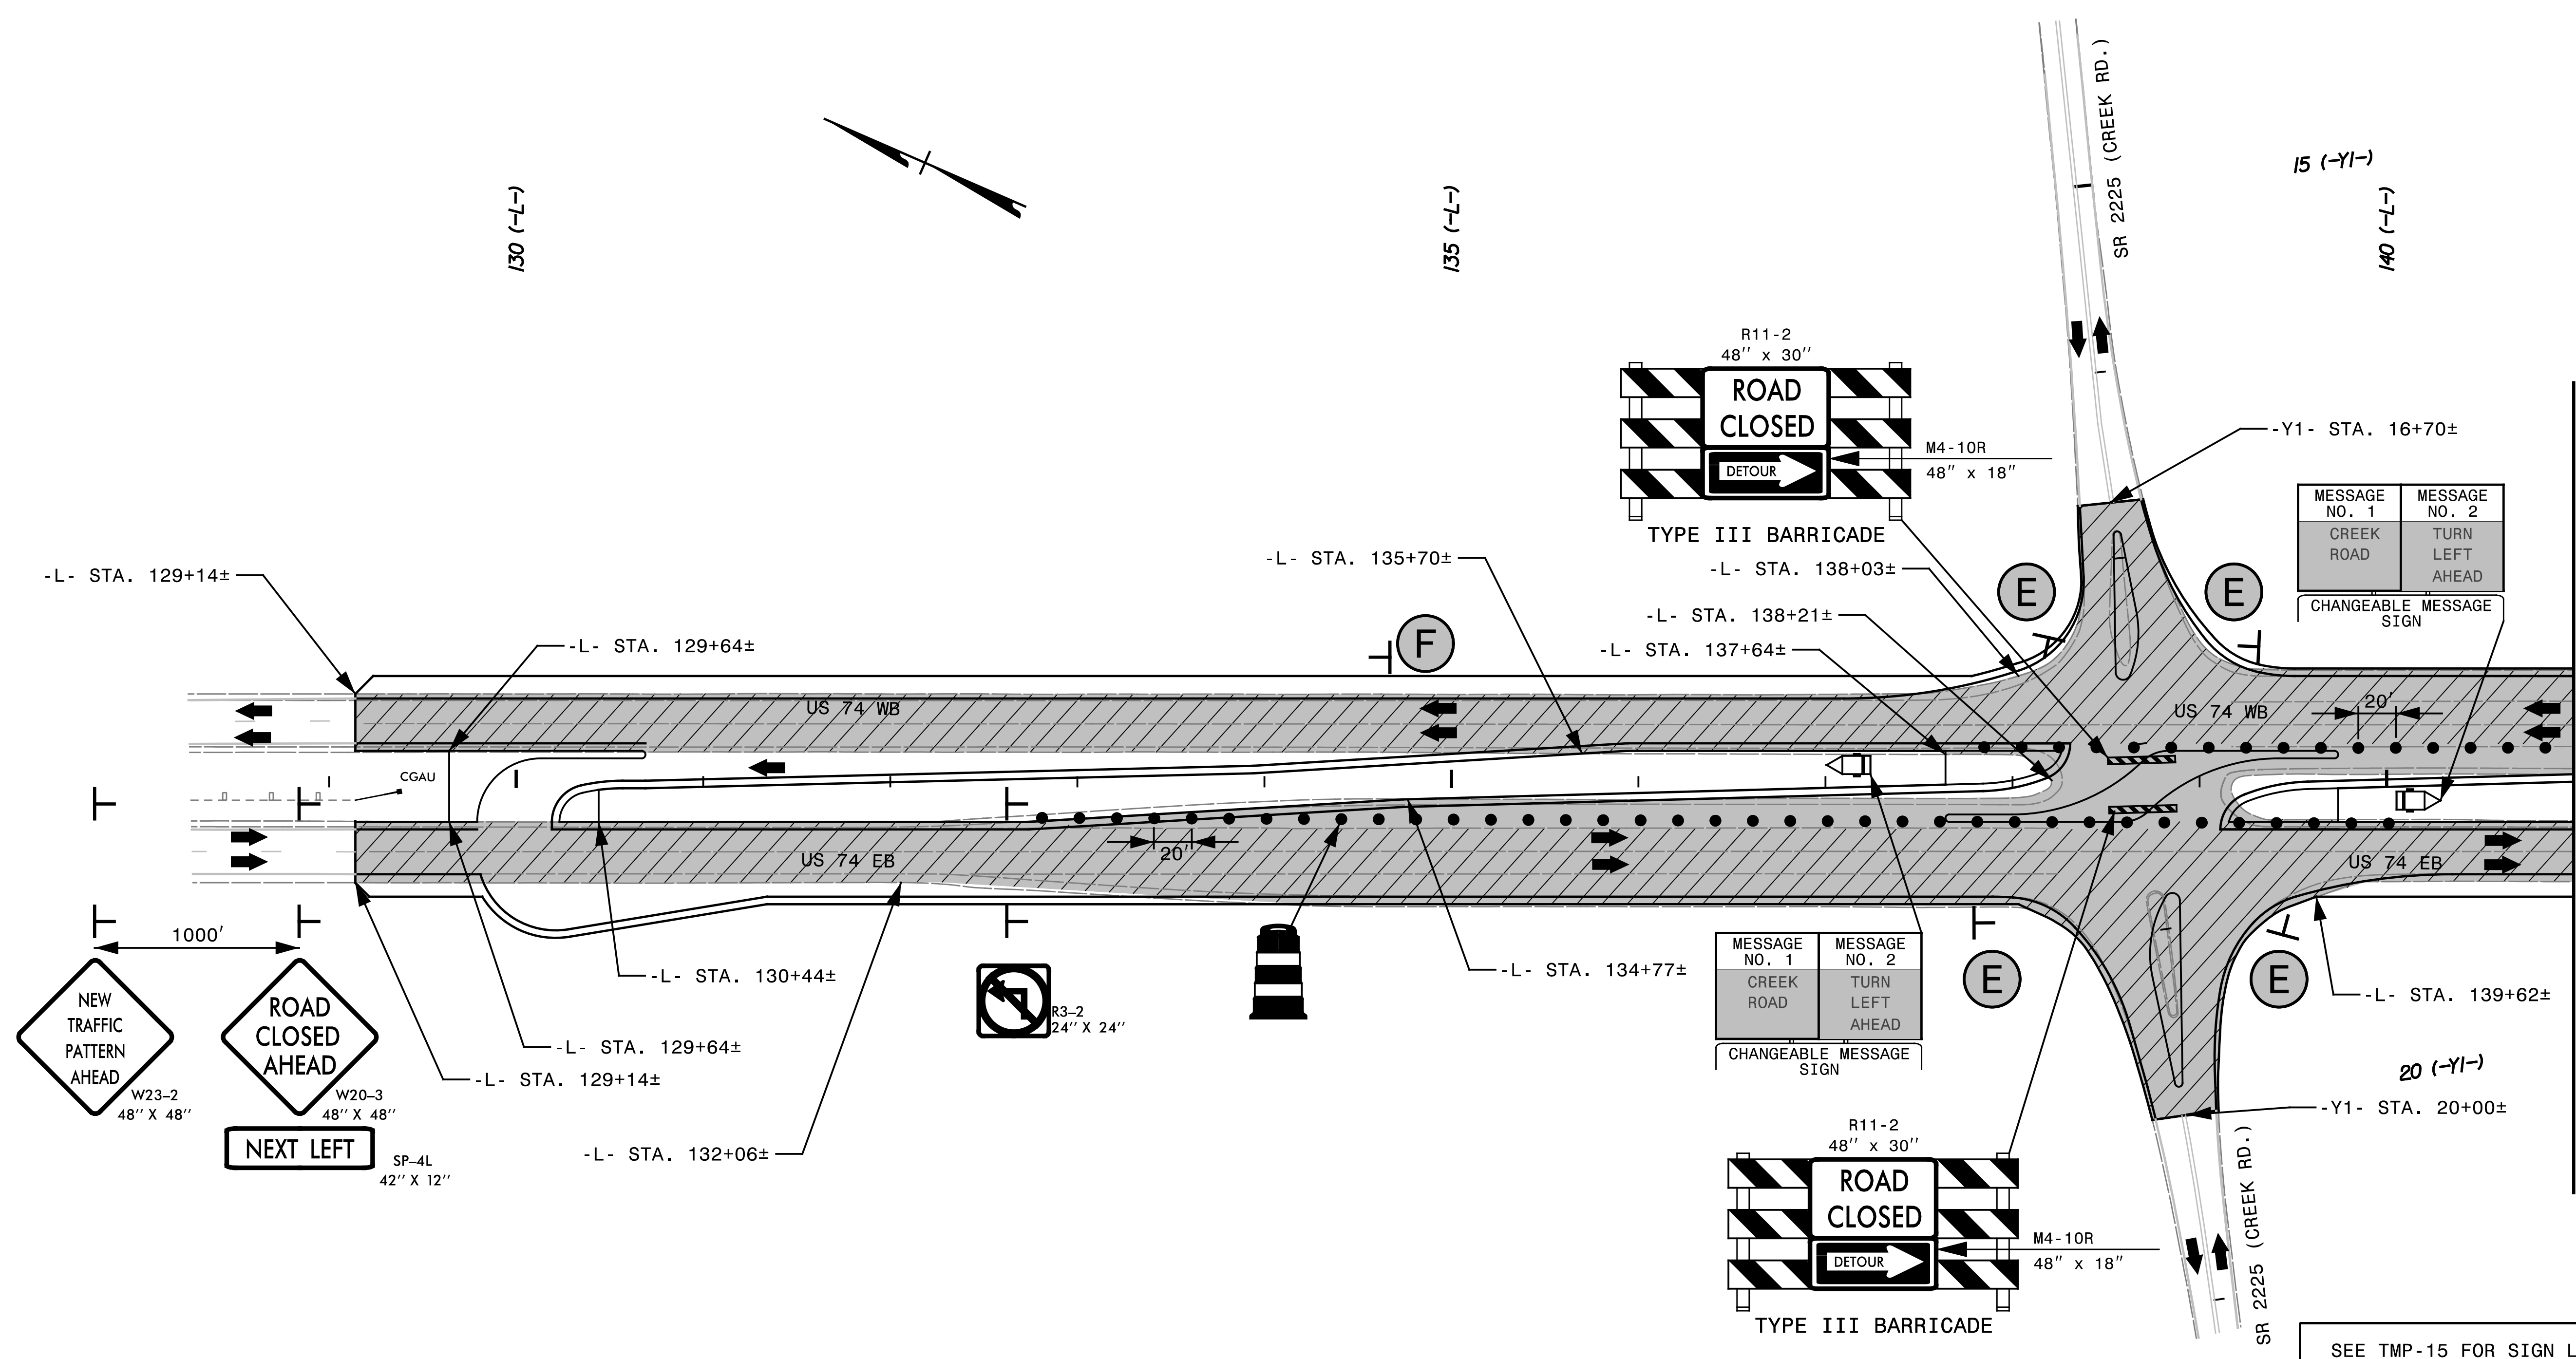 130 (-L-)
135 (-L-)
15 (-Y1-)
140 (-L-)
SR 2225 (CREEK RD.)
R11-2
48'' x 30''
ROAD
CLOSED
DETOUR
M4-10R
48'' x 18''
TYPE III BARRICADE
-Y1- STA. 16+70±
MESSAGE
NO. 1
MESSAGE
NO. 2
CREEK
ROAD
TURN
LEFT
AHEAD
CHANGEABLE MESSAGE
SIGN
-L- STA. 129+14±
-L- STA. 135+70±
-L- STA. 138+03±
-L- STA. 138+21±
-L- STA. 137+64±
-L- STA. 129+64±
E
E
F
US 74 WB
US 74 WB
20'
CGAU
20'
US 74 EB
US 74 EB
1000'
NEW
TRAFFIC
PATTERN
AHEAD
W23-2
48'' X 48''
ROAD
CLOSED
AHEAD
W20-3
48'' X 48''
NEXT LEFT
SP-4L
42'' X 12''
-L- STA. 130+44±
-L- STA. 129+64±
-L- STA. 129+14±
-L- STA. 132+06±
R3-2
24'' X 24''
-L- STA. 134+77±
MESSAGE
NO. 1
MESSAGE
NO. 2
CREEK
ROAD
TURN
LEFT
AHEAD
CHANGEABLE MESSAGE
SIGN
E
E
-L- STA. 139+62±
20 (-Y1-)
-Y1- STA. 20+00±
R11-2
48'' x 30''
ROAD
CLOSED
DETOUR
M4-10R
48'' x 18''
TYPE III BARRICADE
SR 2225 (CREEK RD.)
SEE TMP-15 FOR SIGN L